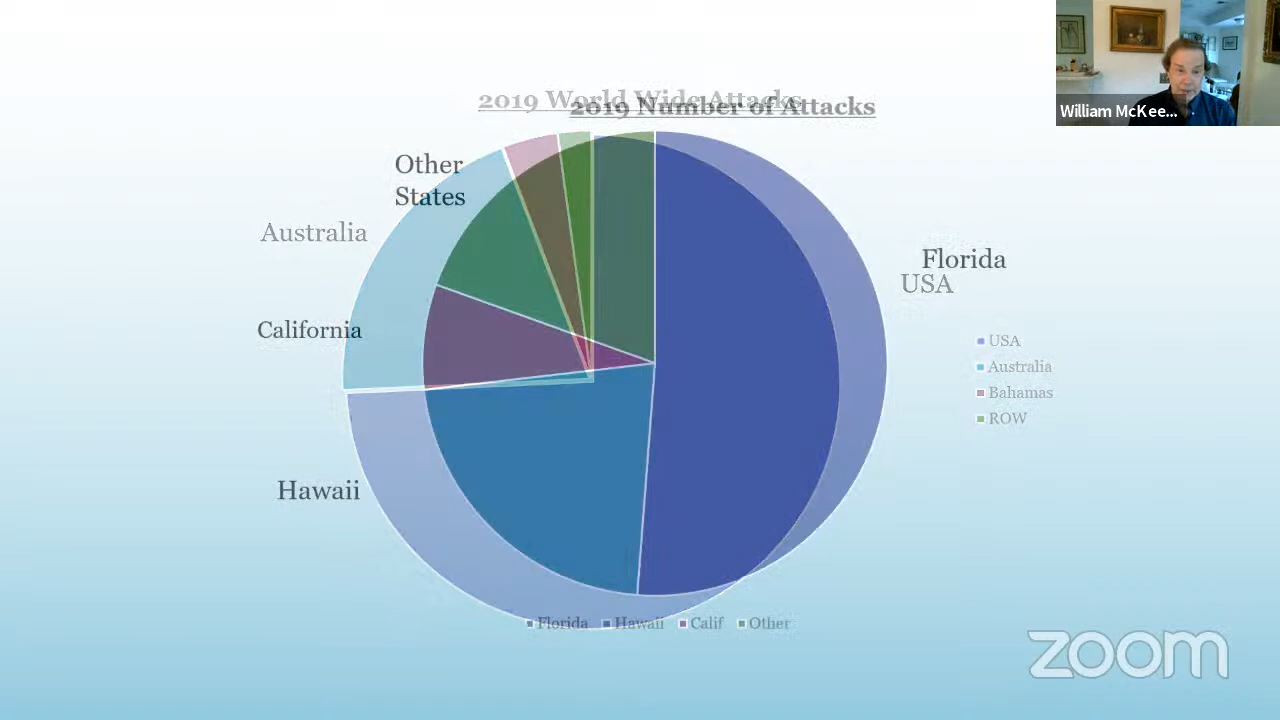 2019 World Wide Attacks
2019 Number of Attacks
William McKee...
Other
States
Australia
Florida
USA
California
USA
Australia
Bahamas
ROW
Hawaii
Florida Hawaii Calif Other
zoom